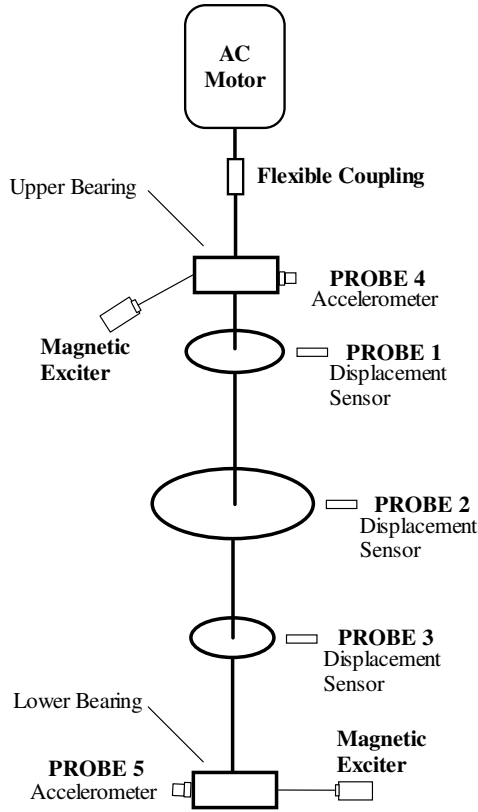 AC
Motor
Flexible Coupling
Upper Bearing
PROBE 4
Accelerometer
Magnetic
Exciter
PROBE 1
Displacement
Sensor
PROBE 2
Displacement
Sensor
PROBE 3
Displacement
Sensor
Lower Bearing
PROBE 5
Accelerometer
Magnetic
Exciter